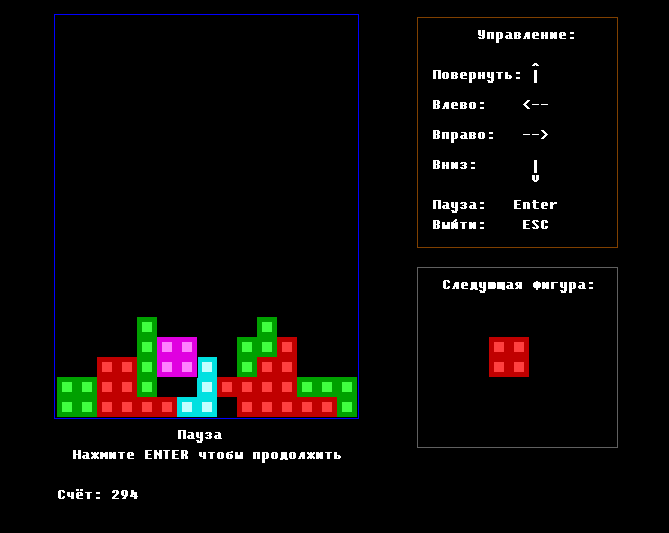 Управление:
Повернуть: ^
|
Влево: <--
Вправо: -->
Вниз: |
v
Пауза: Enter
Выйти: ESC
Следующая фигура:
Пауза
Нажмите ENTER чтобы продолжить
Счёт: 294